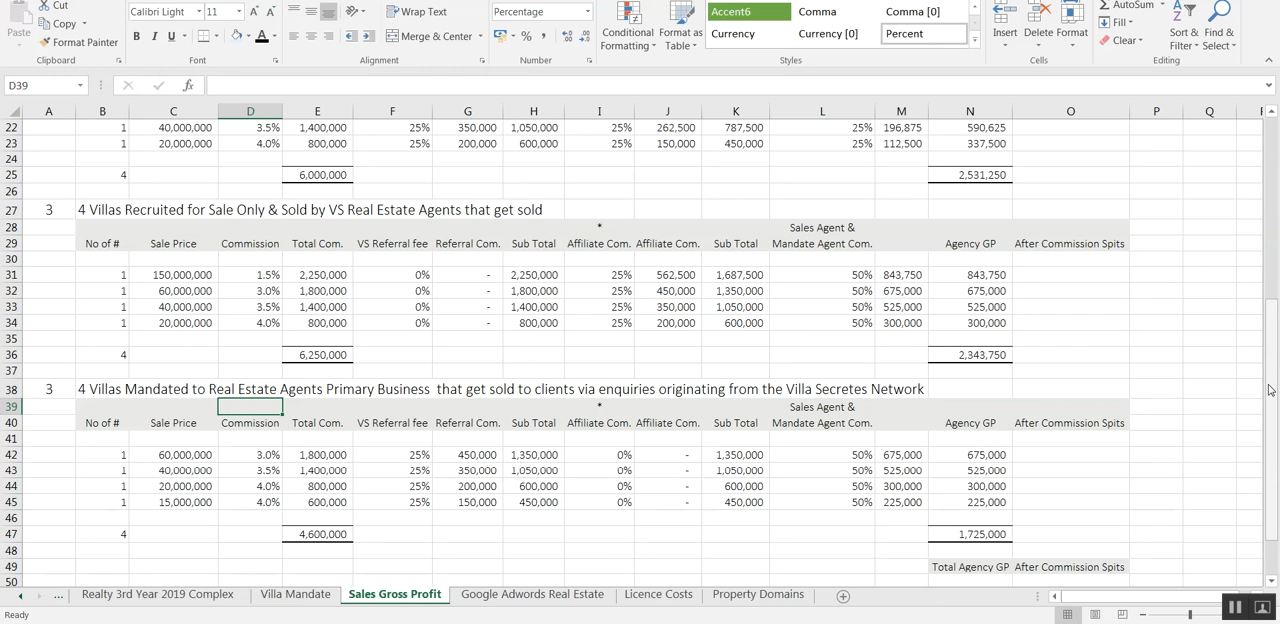 Cut
Copy
Format Painter
Paste
Clipboard
Calibri Light 11 A A
B I U A
Font
Wrap Text
Merge & Center
Alignment
Percentage
% ,
Number
Conditional Formatting
Format as Table
Accent6 Comma Comma [0]
Currency Currency [0] Percent
Styles
Insert Delete Format
Cells
AutoSum
Fill
Clear
Sort & Filter
Find & Select
Editing
D39 fx
A B C D E F G H I J K L M N O P Q
22 1 40,000,000 3.5% 1,400,000 25% 350,000 1,050,000 25% 262,500 787,500 25% 196,875 590,625
23 1 20,000,000 4.0% 800,000 25% 200,000 600,000 25% 150,000 450,000 25% 112,500 337,500
24
25 4 6,000,000 2,531,250
26
27 3 4 Villas Recruited for Sale Only & Sold by VS Real Estate Agents that get sold
28 * Sales Agent &
29 No of # Sale Price Commission Total Com. VS Referral fee Referral Com. Sub Total Affiliate Com. Affiliate Com. Sub Total Mandate Agent Com. Agency GP After Commission Spits
30
31 1 150,000,000 1.5% 2,250,000 0% - 2,250,000 25% 562,500 1,687,500 50% 843,750 843,750
32 1 60,000,000 3.0% 1,800,000 0% - 1,800,000 25% 450,000 1,350,000 50% 675,000 675,000
33 1 40,000,000 3.5% 1,400,000 0% - 1,400,000 25% 350,000 1,050,000 50% 525,000 525,000
34 1 20,000,000 4.0% 800,000 0% - 800,000 25% 200,000 600,000 50% 300,000 300,000
35
36 4 6,250,000 2,343,750
37
38 3 4 Villas Mandated to Real Estate Agents Primary Business that get sold to clients via enquiries originating from the Villa Secretes Network
39 * Sales Agent &
40 No of # Sale Price Commission Total Com. VS Referral fee Referral Com. Sub Total Affiliate Com. Affiliate Com. Sub Total Mandate Agent Com. Agency GP After Commission Spits
41
42 1 60,000,000 3.0% 1,800,000 25% 450,000 1,350,000 0% - 1,350,000 50% 675,000 675,000
43 1 40,000,000 3.5% 1,400,000 25% 350,000 1,050,000 0% - 1,050,000 50% 525,000 525,000
44 1 20,000,000 4.0% 800,000 25% 200,000 600,000 0% - 600,000 50% 300,000 300,000
45 1 15,000,000 4.0% 600,000 25% 150,000 450,000 0% - 450,000 50% 225,000 225,000
46
47 4 4,600,000 1,725,000
48
49 Total Agency GP After Commission Spits
50
... Realty 3rd Year 2019 Complex Villa Mandate Sales Gross Profit Google Adwords Real Estate Licence Costs Property Domains
Ready